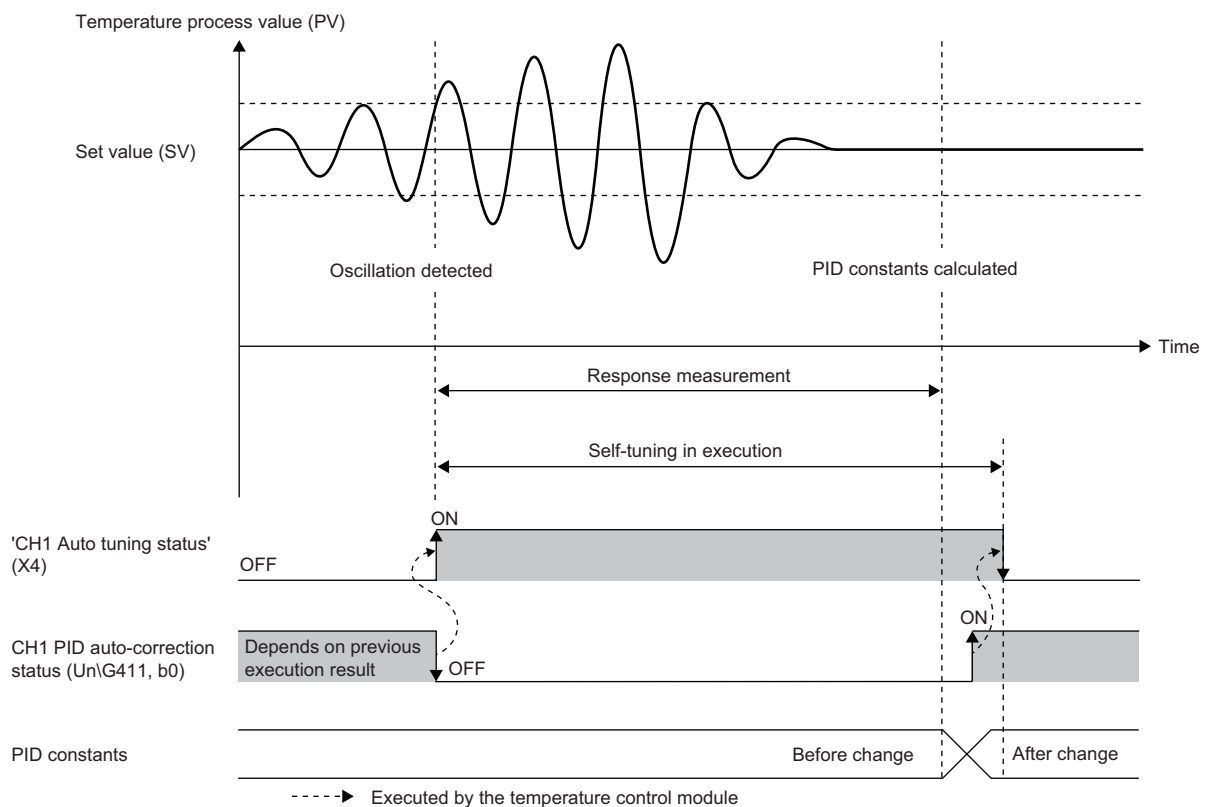 Temperature process value (PV)
Set value (SV)
Oscillation detected
PID constants calculated
Time
Response measurement
Self-tuning in execution
ON
'CH1 Auto tuning status'
(X4)
OFF
ON
CH1 PID auto-correction
status (Un\G411, b0)
Depends on previous
execution result
OFF
PID constants
Before change
After change
Executed by the temperature control module